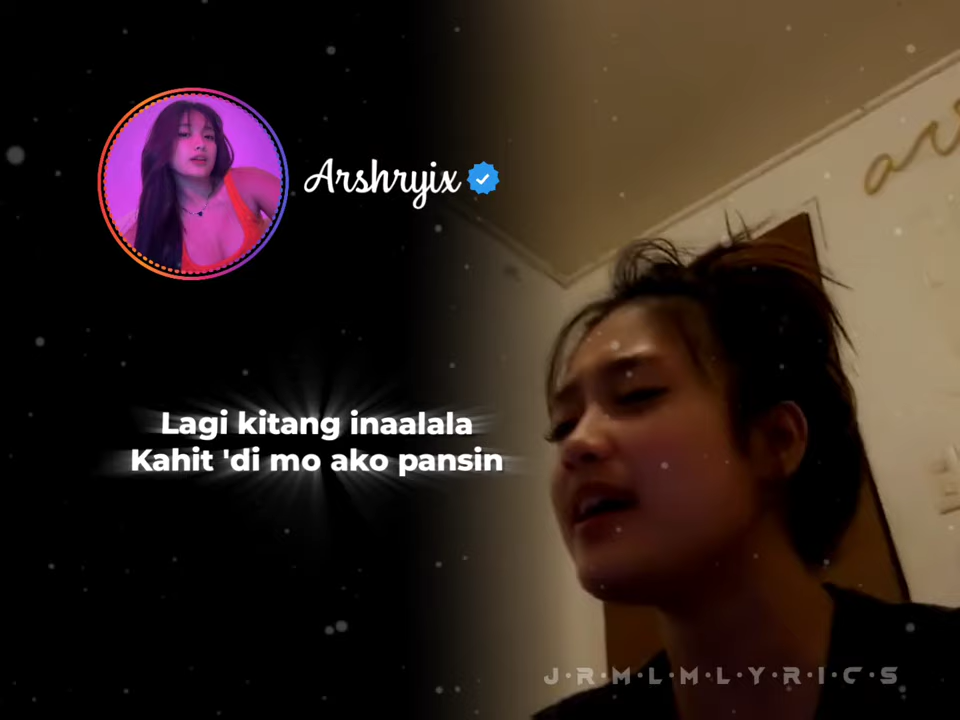 Arshryix
Lagi kitang inaalala
Kahit 'di mo ako pansin
J·R·M·L·M·L·Y·R·I·C·S